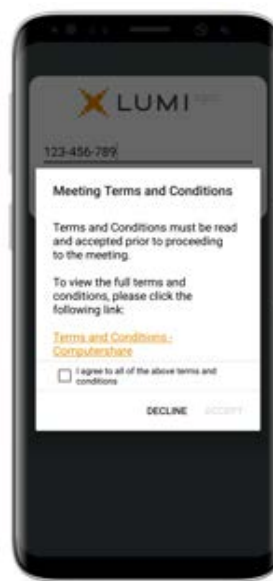 LUMI
123-456-789
Meeting Terms and Conditions
Terms and Conditions must be read
and accepted prior to proceeding
to the meeting.
To view the full terms and
conditions, please click the
following link:
Terms and Conditions -
Computershare
I agree to all of the above terms and
conditions
DECLINE ACCEPT